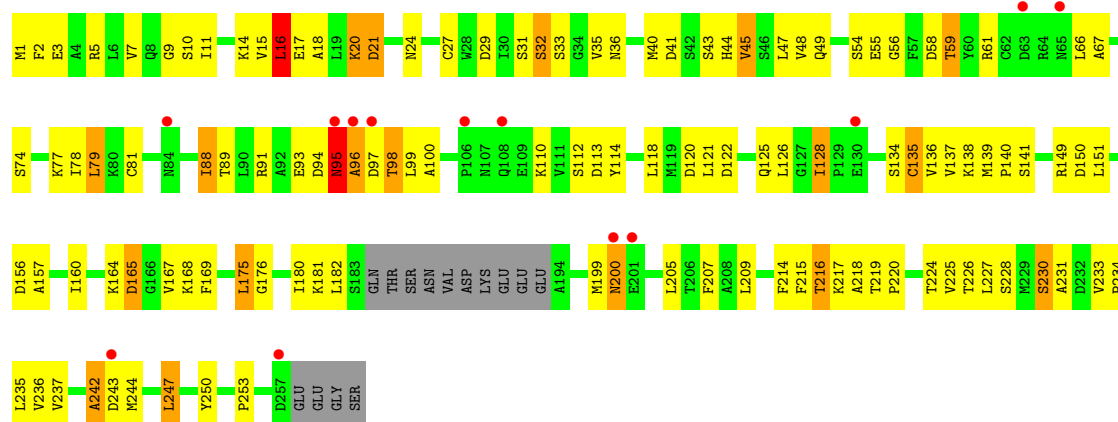 M1 F2 E3 A4 R5 L6 V7 Q8 G9 S10 I11 K14 V15 L16 E17 A18 L19 K20 D21 N24 C27 W28 D29 I30 S31 S32 S33 G34 V35 N36 M40 D41 S42 S43 H44 V45 S46 L47 V48 Q49 S54 E55 G56 F57 D58 T59 Y60 R61 C62 D63 R64 N65 L66 A67
S74 K77 I78 L79 K80 C81 N84 I88 T89 L90 R91 A92 E93 D94 N95 A96 D97 T98 L99 A100 P106 N107 Q108 E109 K110 V111 S112 D113 Y114 L118 M119 D120 L121 D122 Q125 L126 G127 I128 P129 E130 S134 C135 V136 V137 K138 M139 P140 S141 R149 D150 L151
D156 A157 I160 K164 D165 G166 V167 K168 F169 L175 G176 I180 K181 L182 S183 GLN THR SER ASN VAL ASP LYS GLU GLU GLU A194 M199 N200 E201 L205 T206 F207 A208 L209 F214 F215 T216 K217 A218 T219 P220 T224 V225 T226 L227 S228 M229 S230 A231 D232 V233 P234
L235 V236 V237 A242 D243 M244 L247 Y250 P253 D257 GLU GLU GLY SER